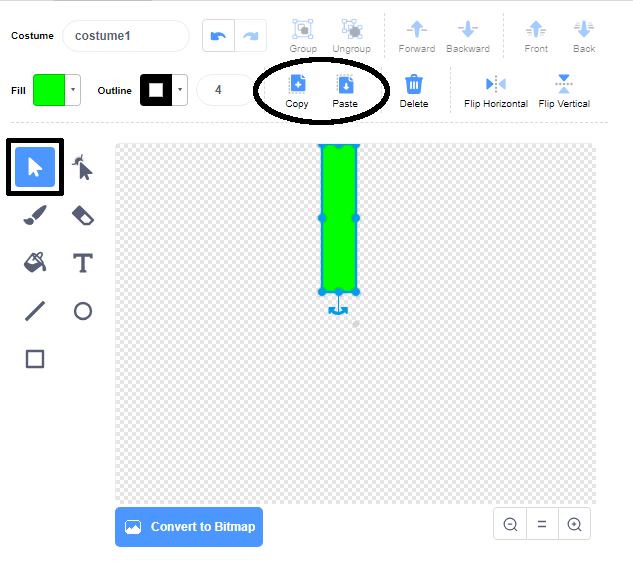 Costume costume1
Group Ungroup Forward Backward Front Back
Fill Outline 4
Copy Paste Delete Flip Horizontal Flip Vertical
T
Convert to Bitmap